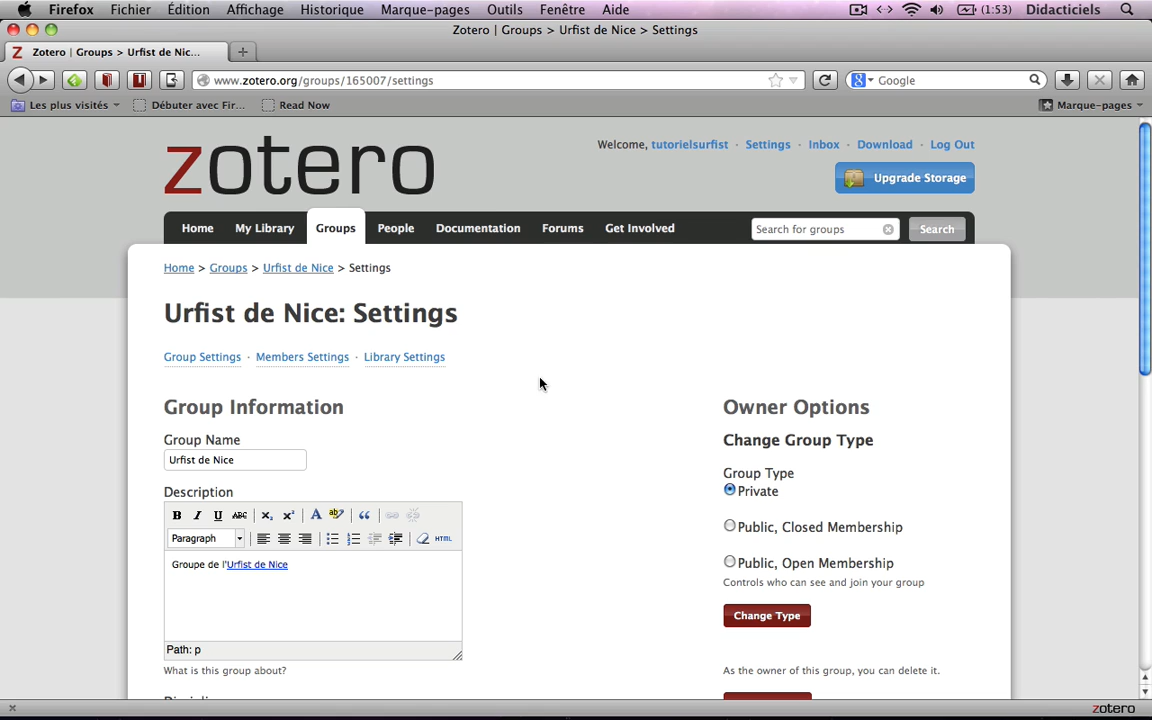 Firefox Fichier Édition Affichage Historique Marque-pages Outils Fenêtre Aide (1:53) Didacticiels
Zotero | Groups > Urfist de Nice > Settings
Z Zotero | Groups > Urfist de Nic... +
www.zotero.org/groups/165007/settings Google
Les plus visités Débuter avec Fir... Read Now Marque-pages
zotero
Welcome, tutorielsurfist · Settings · Inbox · Download · Log Out
Upgrade Storage
Home My Library Groups People Documentation Forums Get Involved Search for groups Search
Home > Groups > Urfist de Nice > Settings
Urfist de Nice: Settings
Group Settings · Members Settings · Library Settings
Group Information
Group Name
Urfist de Nice
Description
B I U ABC X₂ X² A ab
Paragraph HTML
Groupe de l'Urfist de Nice
Path: p
What is this group about?
Owner Options
Change Group Type
Group Type
Private
Public, Closed Membership
Public, Open Membership
Controls who can see and join your group
Change Type
As the owner of this group, you can delete it.
zotero